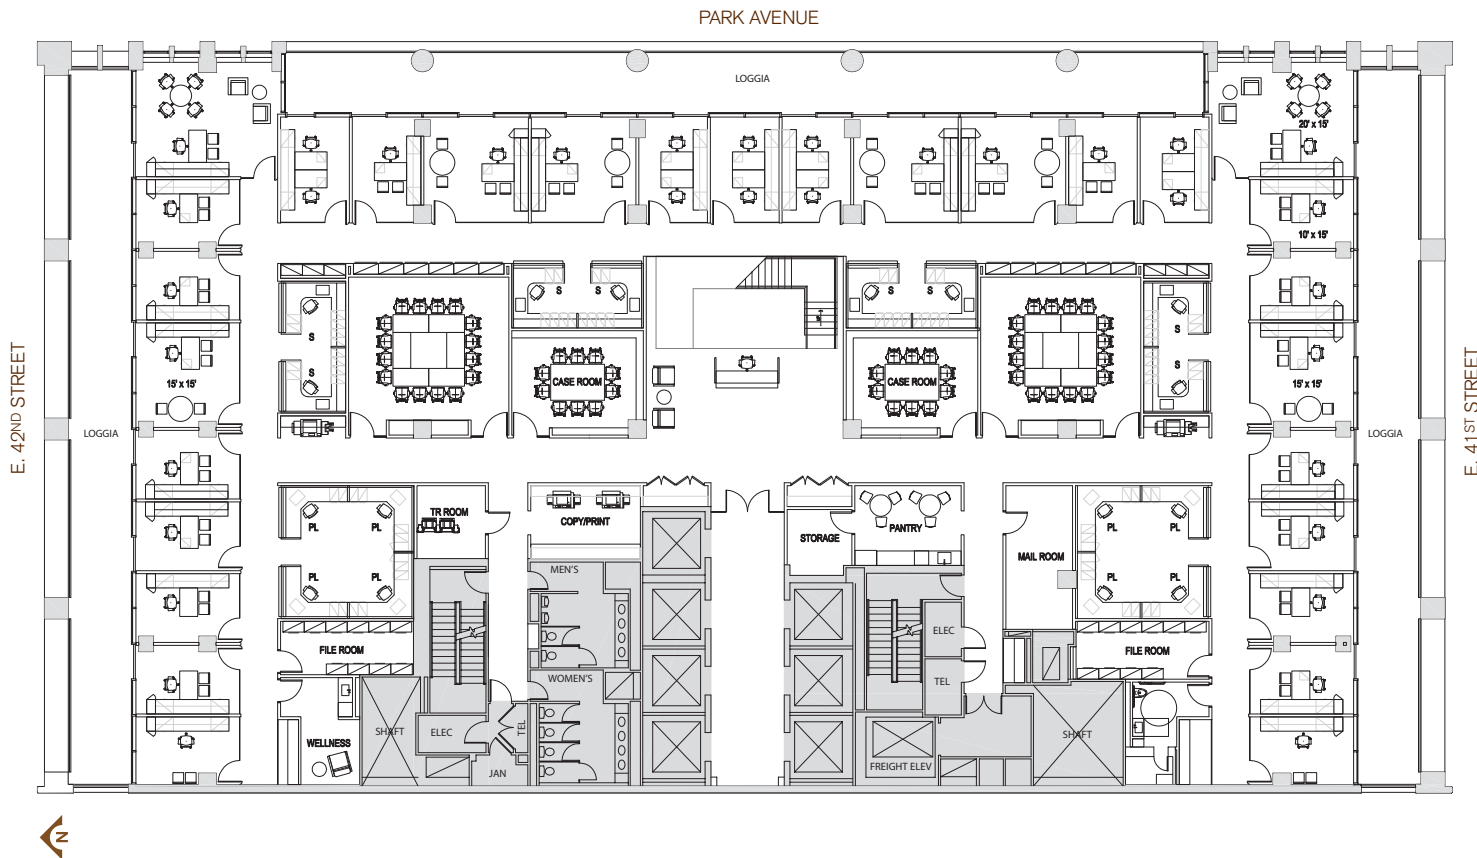 PARK AVENUE
LOGGIA
20' x 15'
10' x 15'
S
S
S
S
S
S
S
S
CASE ROOM
CASE ROOM
15' x 15'
15' x 15'
E. 42ND STREET
LOGGIA
LOGGIA
E. 41ST STREET
TR ROOM
COPY/PRINT
STORAGE
PANTRY
MAIL ROOM
PL
PL
PL
PL
PL
PL
PL
PL
MEN'S
ELEC
FILE ROOM
FILE ROOM
WOMEN'S
TEL
SHAFT
ELEC
TEL
SHAFT
WELLNESS
JAN
FREIGHT ELEV
N